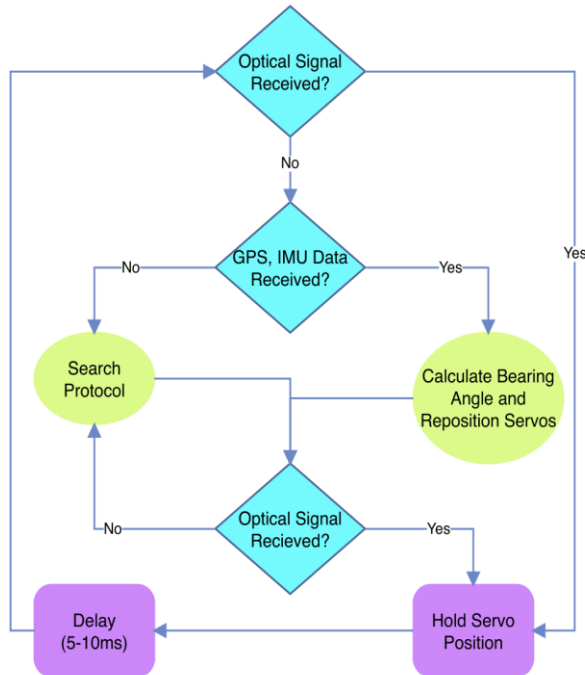 Optical Signal
Received?
No
GPS, IMU Data
Received?
No
Yes
Yes
Search
Protocol
Calculate Bearing
Angle and
Reposition Servos
Optical Signal
Recieved?
No
Yes
Delay
(5-10ms)
Hold Servo
Position